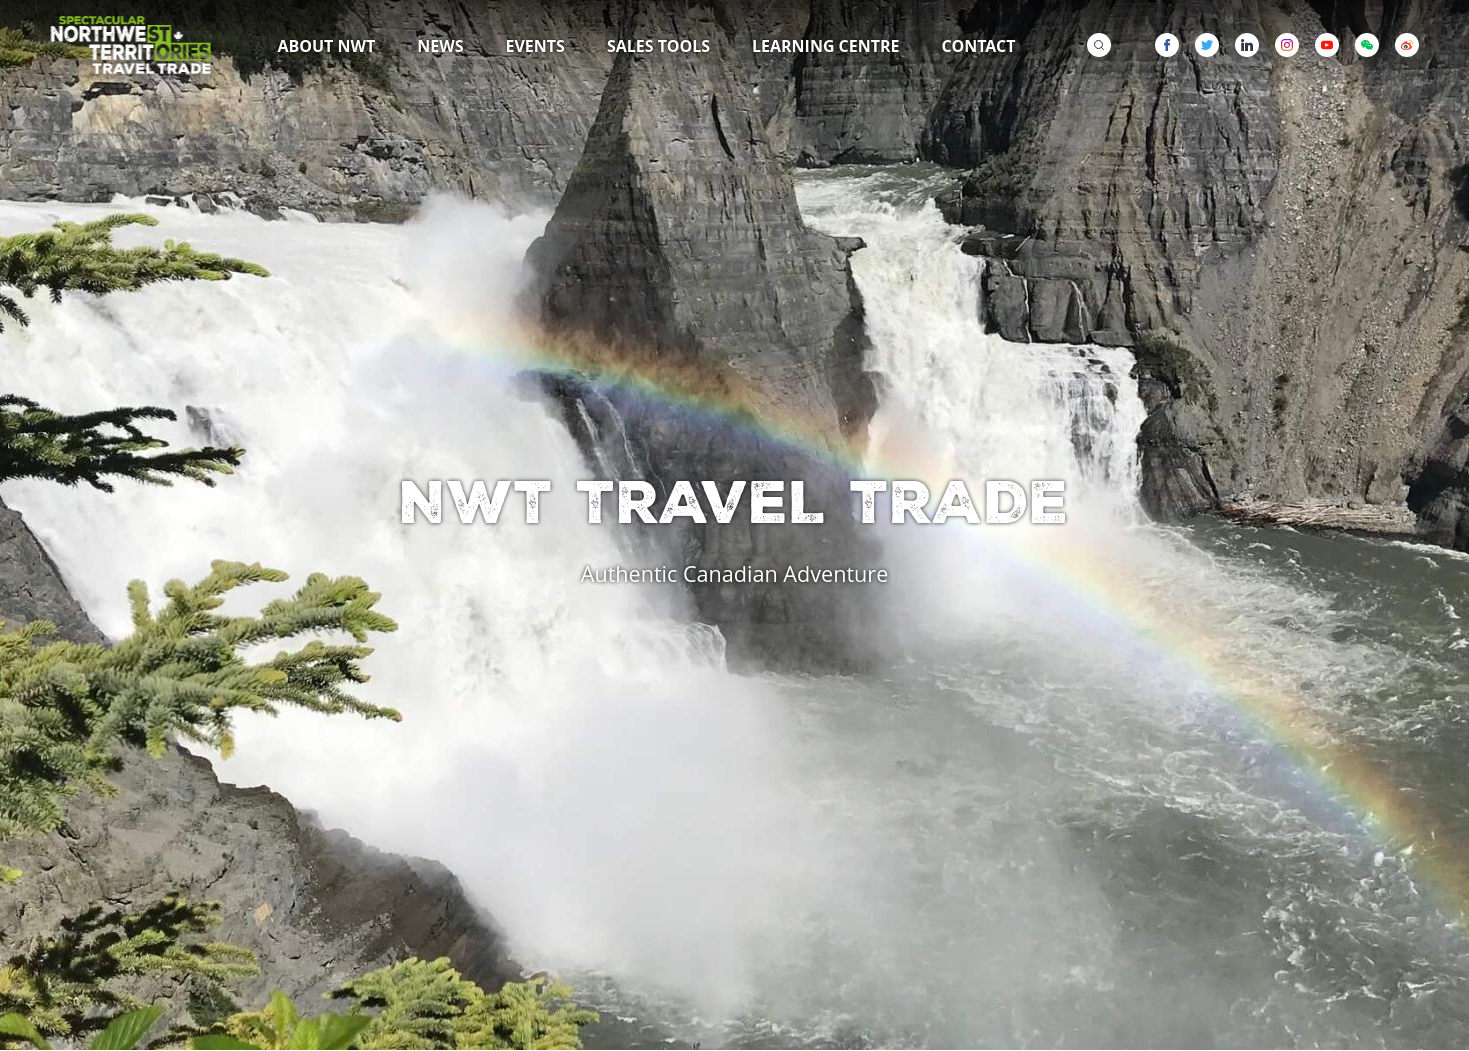 SPECTACULAR
NORTHWEST
TERRITORIES
TRAVEL TRADE
ABOUT NWT
NEWS
EVENTS
SALES TOOLS
LEARNING CENTRE
CONTACT
NWT TRAVEL TRADE
Authentic Canadian Adventure